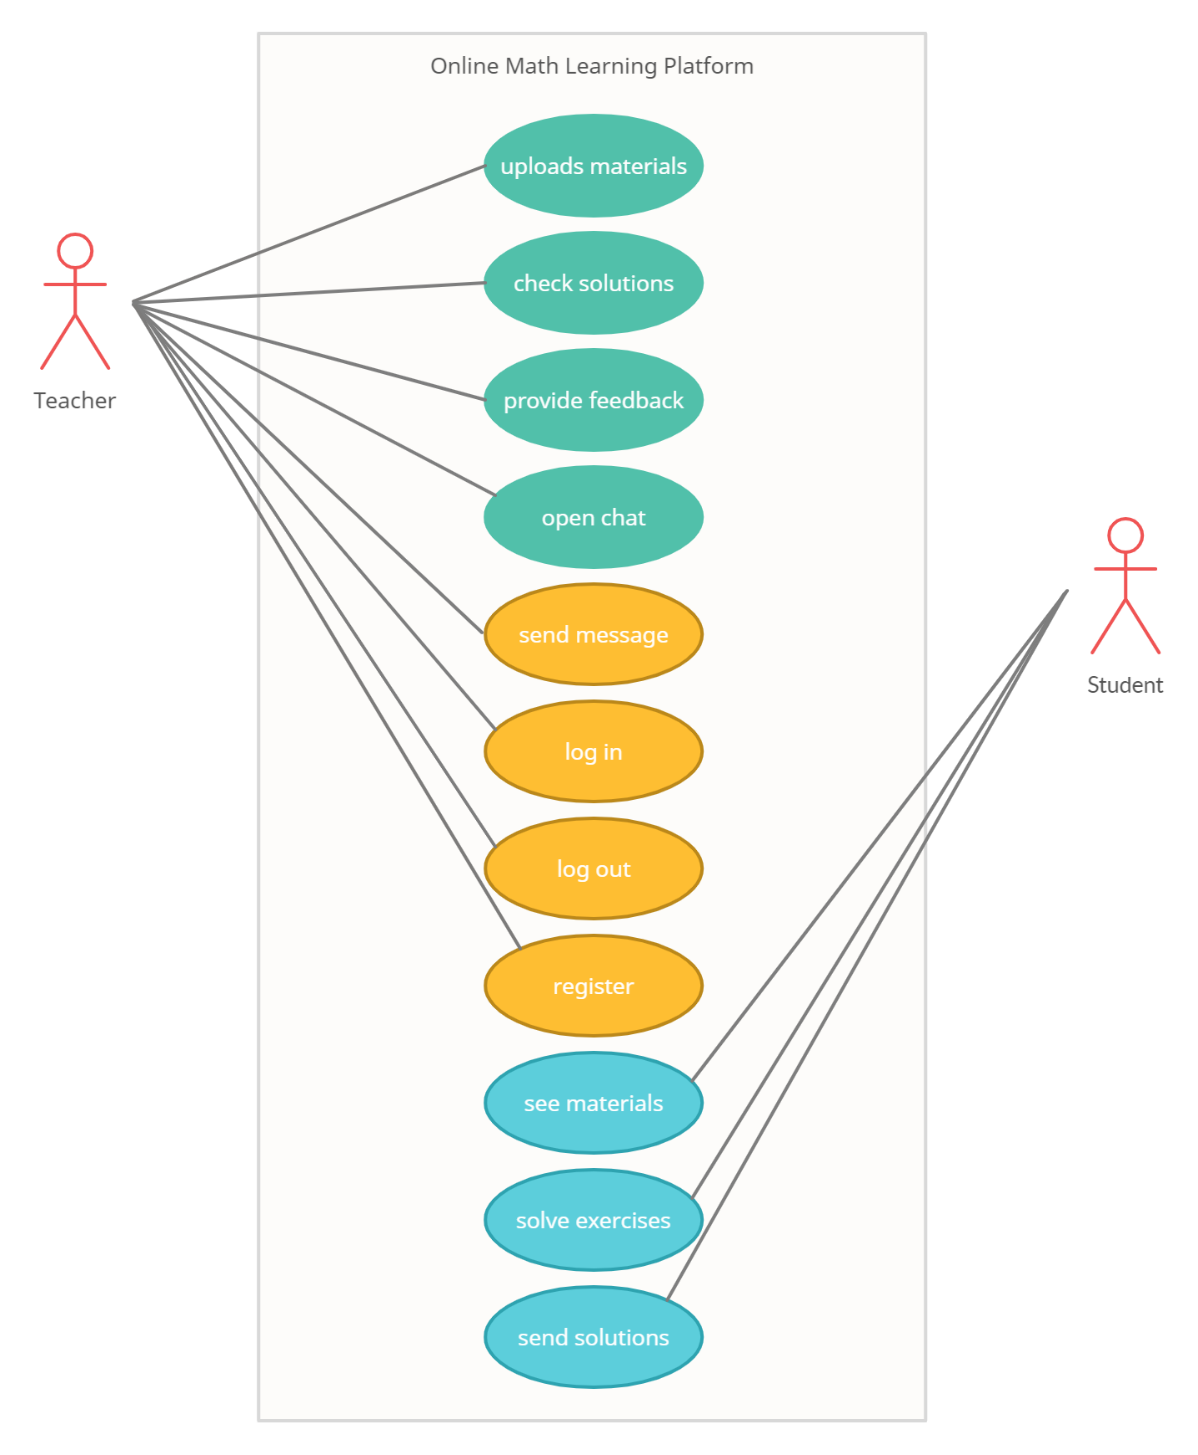 Online Math Learning Platform
uploads materials
check solutions
provide feedback
Teacher
open chat
send message
Student
log in
log out
register
see materials
solve exercises
send solutions